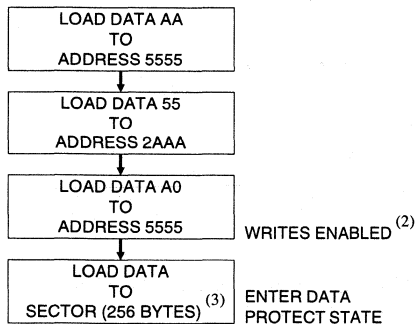 LOAD DATA AA
TO
ADDRESS 5555
LOAD DATA 55
TO
ADDRESS 2AAA
LOAD DATA A0
TO
ADDRESS 5555
WRITES ENABLED (2)
LOAD DATA
TO
SECTOR (256 BYTES) (3)
ENTER DATA
PROTECT STATE